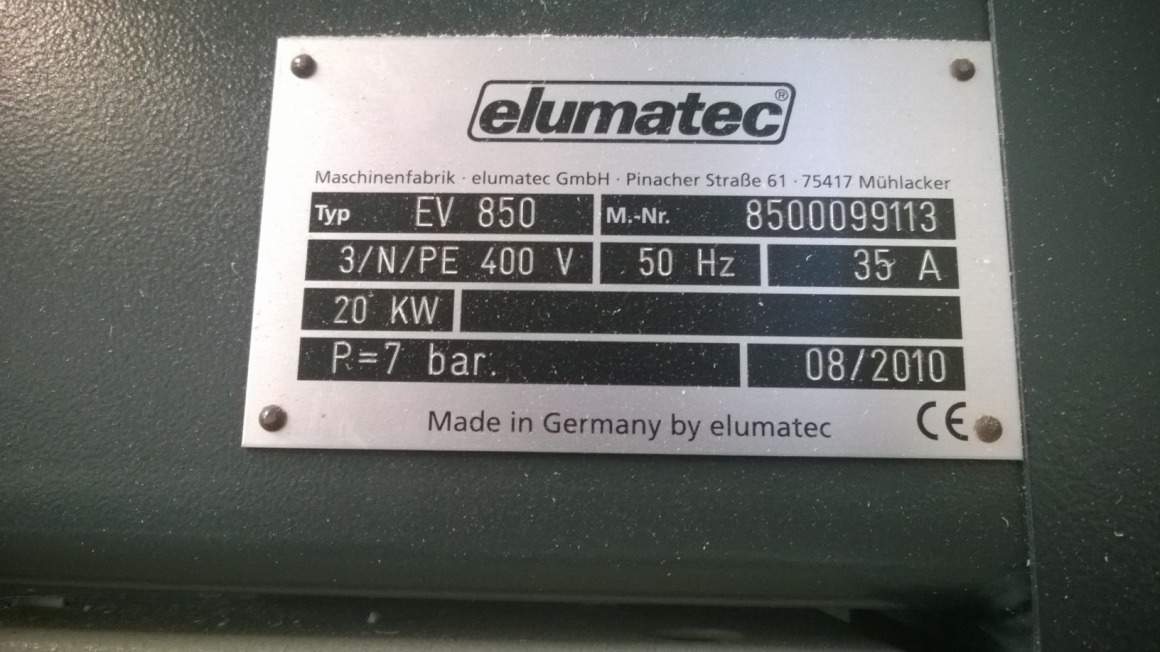 elumatec®
Maschinenfabrik · elumatec GmbH · Pinacher Straße 61 · 75417 Mühlacker
Typ EV 850 M.-Nr. 8500099113
3/N/PE 400 V 50 Hz 35 A
20 KW
P.=7 bar. 08/2010
Made in Germany by elumatec CE